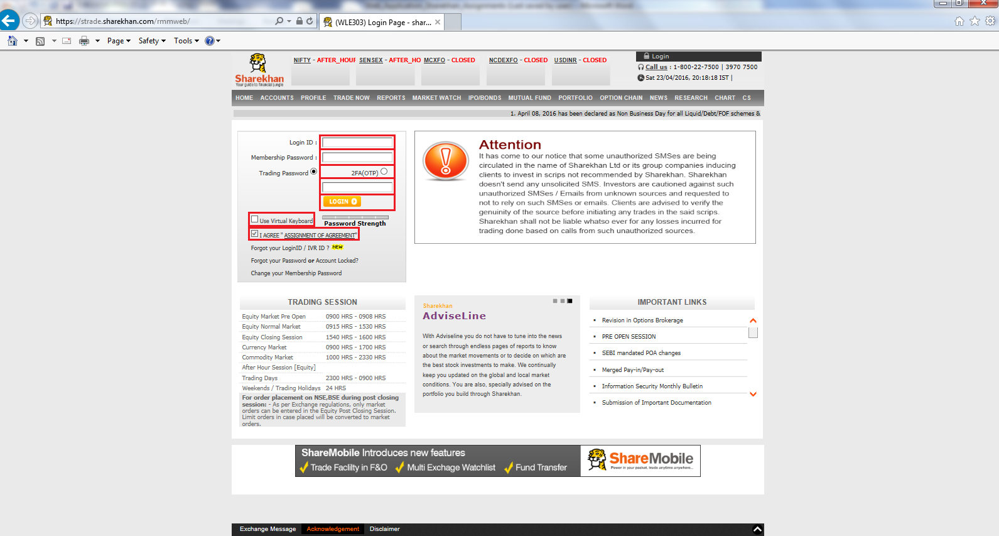 https://strade.sharekhan.com/rmmweb/
(WLE303) Login Page - shar...
Page
Safety
Tools
Sharekhan
Your guide to financial jungle
NIFTY - AFTER_HOUR
SENSEX - AFTER_HO
MCXFO - CLOSED
NCDEXFO - CLOSED
USDINR - CLOSED
Login
Call us : 1-800-22-7500 | 3970 7500
Sat 23/04/2016, 20:18:18 IST |
HOME ACCOUNTS PROFILE TRADE NOW REPORTS MARKET WATCH IPO/BONDS MUTUAL FUND PORTFOLIO OPTION CHAIN NEWS RESEARCH CHART CS
1. April 08, 2016 has been declared as Non Business Day for all Liquid/Debt/FOF schemes &
Login ID :
Membership Password :
Trading Password
2FA(OTP)
LOGIN
Use Virtual Keyboard
Password Strength
I AGREE " ASSIGNMENT OF AGREEMENT"
Forgot your LoginID / IVR ID ? NEW
Forgot your Password or Account Locked?
Change your Membership Password
Attention
It has come to our notice that some unauthorized SMSes are being
circulated in the name of Sharekhan Ltd or its group companies inducing
clients to invest in scrips not recommended by Sharekhan. Sharekhan
doesn't send any unsolicited SMS. Investors are cautioned against such
unauthorized SMSes / Emails from unknown sources and requested to
not to rely on such SMSes or emails. Clients are advised to verify the
genuinity of the source before initiating any trades in the said scrips.
Sharekhan shall not be liable whatso ever for any losses incurred for
trading done based on calls from such unauthorized sources.
TRADING SESSION
Equity Market Pre Open 0900 HRS - 0908 HRS
Equity Normal Market 0915 HRS - 1530 HRS
Equity Closing Session 1540 HRS - 1600 HRS
Currency Market 0900 HRS - 1700 HRS
Commodity Market 1000 HRS - 2330 HRS
After Hour Session [Equity]
Trading Days 2300 HRS - 0900 HRS
Weekends / Trading Holidays 24 HRS
For order placement on NSE,BSE during post closing
session: - As per Exchange regulations, only market
orders can be entered in the Equity Post Closing Session.
Limit orders in case placed will be converted to market
orders.
Sharekhan
AdviseLine
With Adviseline you do not have to tune into the news
or search through endless pages of reports to know
about the market movements or to decide on which are
the best stock investments to make. We continually
keep you updated on the global and local market
conditions. You are also, specially advised on the
portfolio you build through Sharekhan.
IMPORTANT LINKS
Revision in Options Brokerage
PRE OPEN SESSION
SEBI mandated POA changes
Merged Pay-in/Pay-out
Information Security Monthly Bulletin
Submission of Important Documentation
ShareMobile Introduces new features
Trade Faclilty in F&O Multi Exchage Watchlist Fund Transfer
ShareMobile
Power in your pocket. trade anytime anywhere...
Exchange Message Acknowledgement Disclaimer